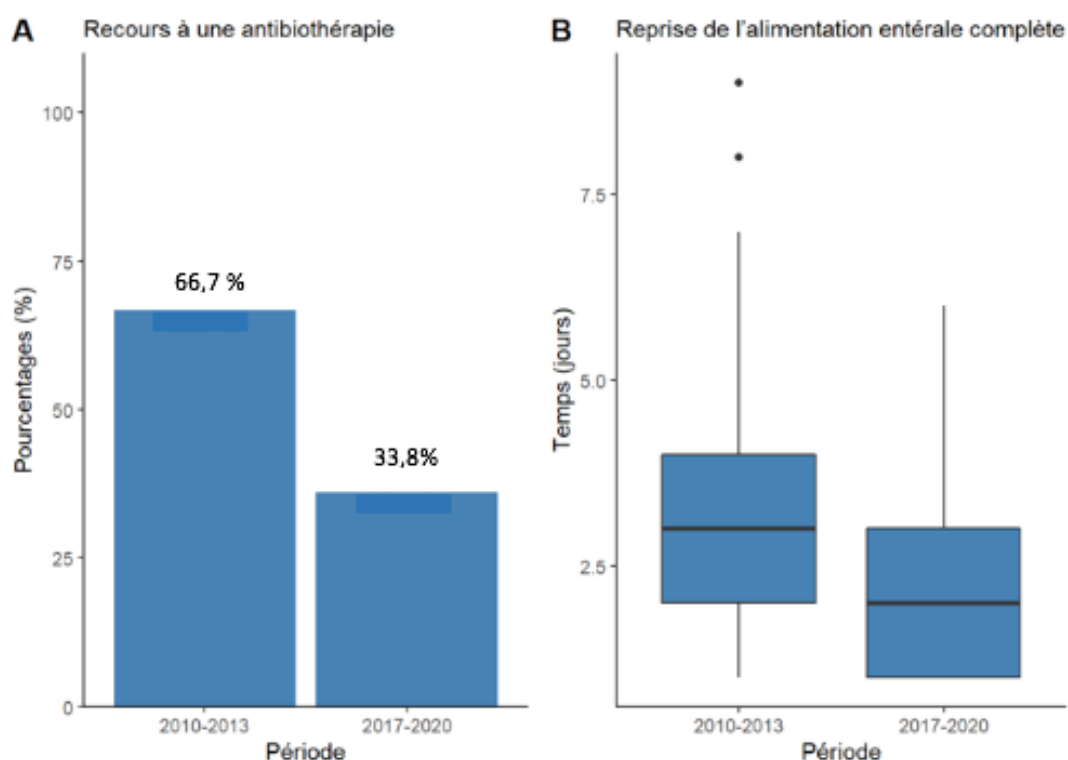 A Recours à une antibiothérapie
100
75
50
25
0
Pourcentages (%)
66,7 %
33,8%
2010-2013 2017-2020
Période
B Reprise de l'alimentation entérale complète
7.5
5.0
2.5
Temps (jours)
2010-2013 2017-2020
Période